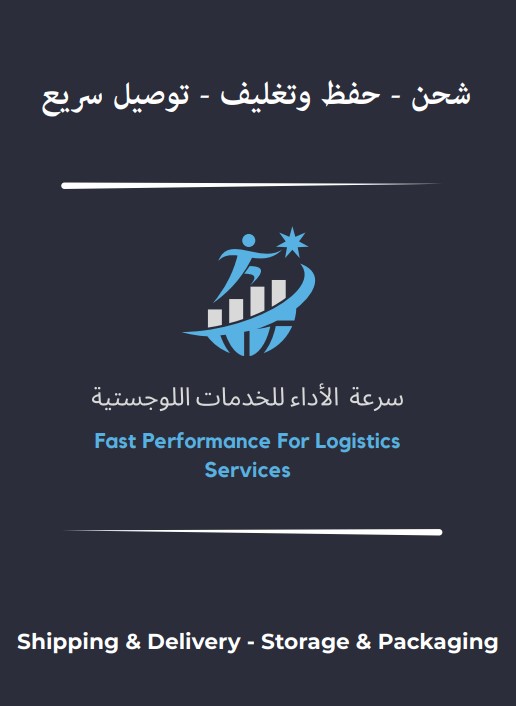 شحن - حفظ وتغليف - توصيل سريع
سرعة الأداء للخدمات اللوجستية
Fast Performance For Logistics
Services
Shipping & Delivery - Storage & Packaging